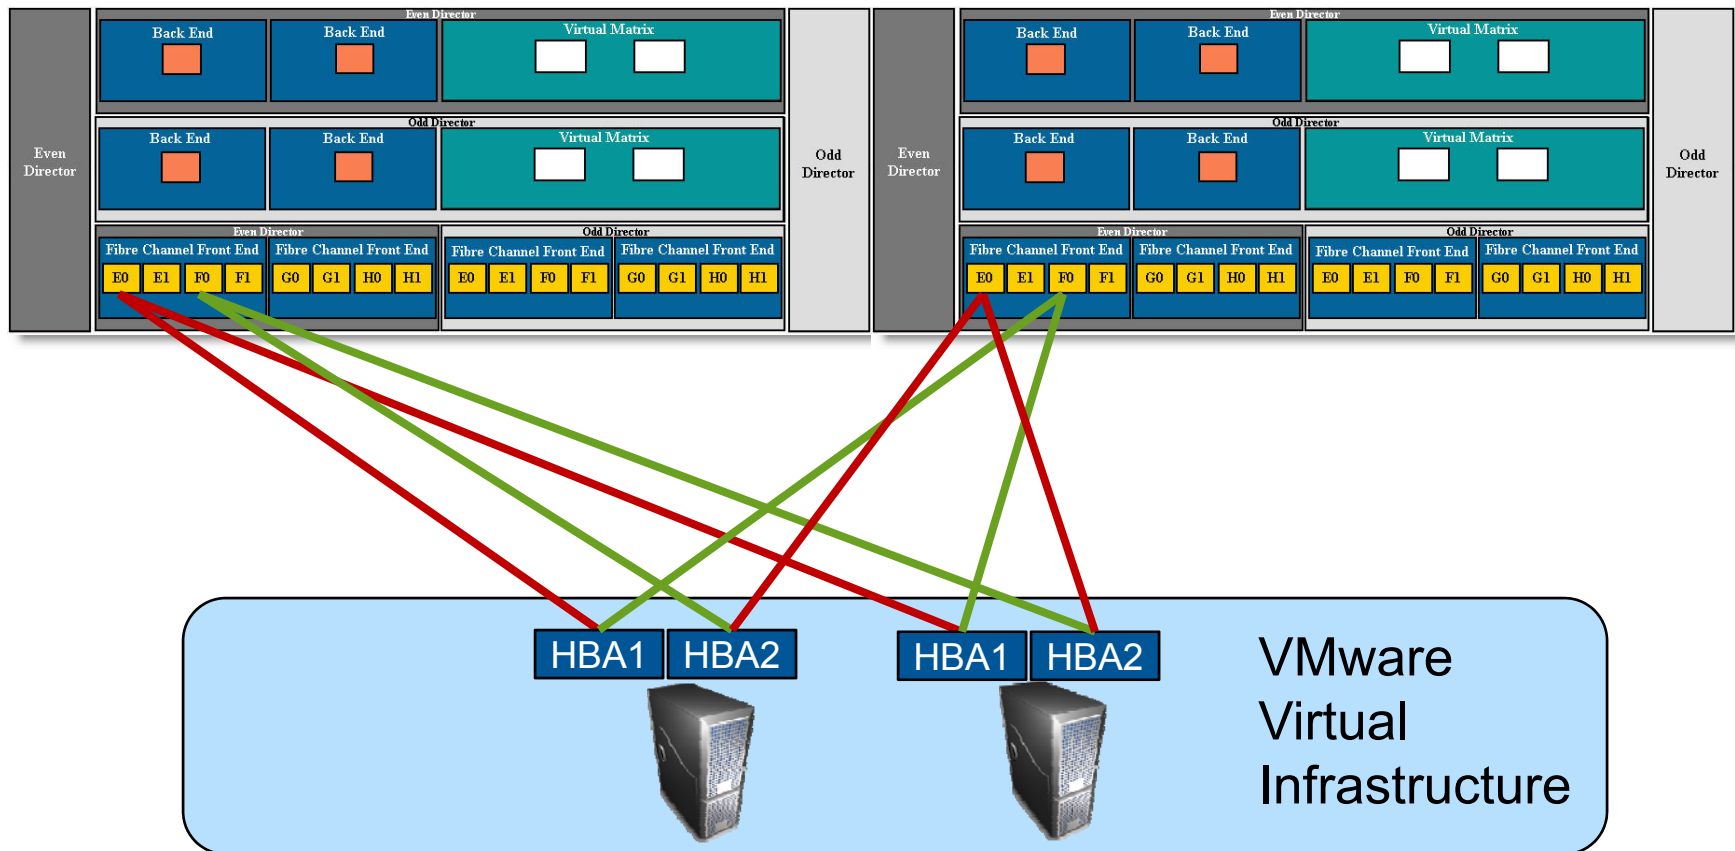 Even Director
Back End
Back End
Virtual Matrix
Odd Director
Back End
Back End
Virtual Matrix
Even
Director
Odd
Director
Even Director
Odd Director
Fibre Channel Front End
Fibre Channel Front End
Fibre Channel Front End
Fibre Channel Front End
E0 E1 F0 F1 G0 G1 H0 H1 E0 E1 F0 F1 G0 G1 H0 H1
Even Director
Back End
Back End
Virtual Matrix
Odd Director
Back End
Back End
Virtual Matrix
Even
Director
Odd
Director
Even Director
Odd Director
Fibre Channel Front End
Fibre Channel Front End
Fibre Channel Front End
Fibre Channel Front End
E0 E1 F0 F1 G0 G1 H0 H1 E0 E1 F0 F1 G0 G1 H0 H1
HBA1 HBA2
HBA1 HBA2
VMware
Virtual
Infrastructure